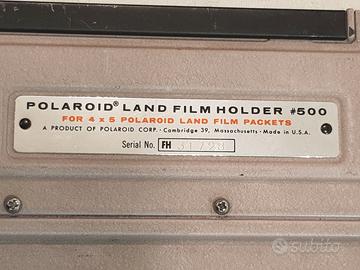 POLAROID® LAND FILM HOLDER #500
FOR 4 x 5 POLAROID LAND FILM PACKETS
A PRODUCT OF POLAROID CORP. · Cambridge 39, Massachusetts · Made in U.S.A.
Serial No. FH
subito